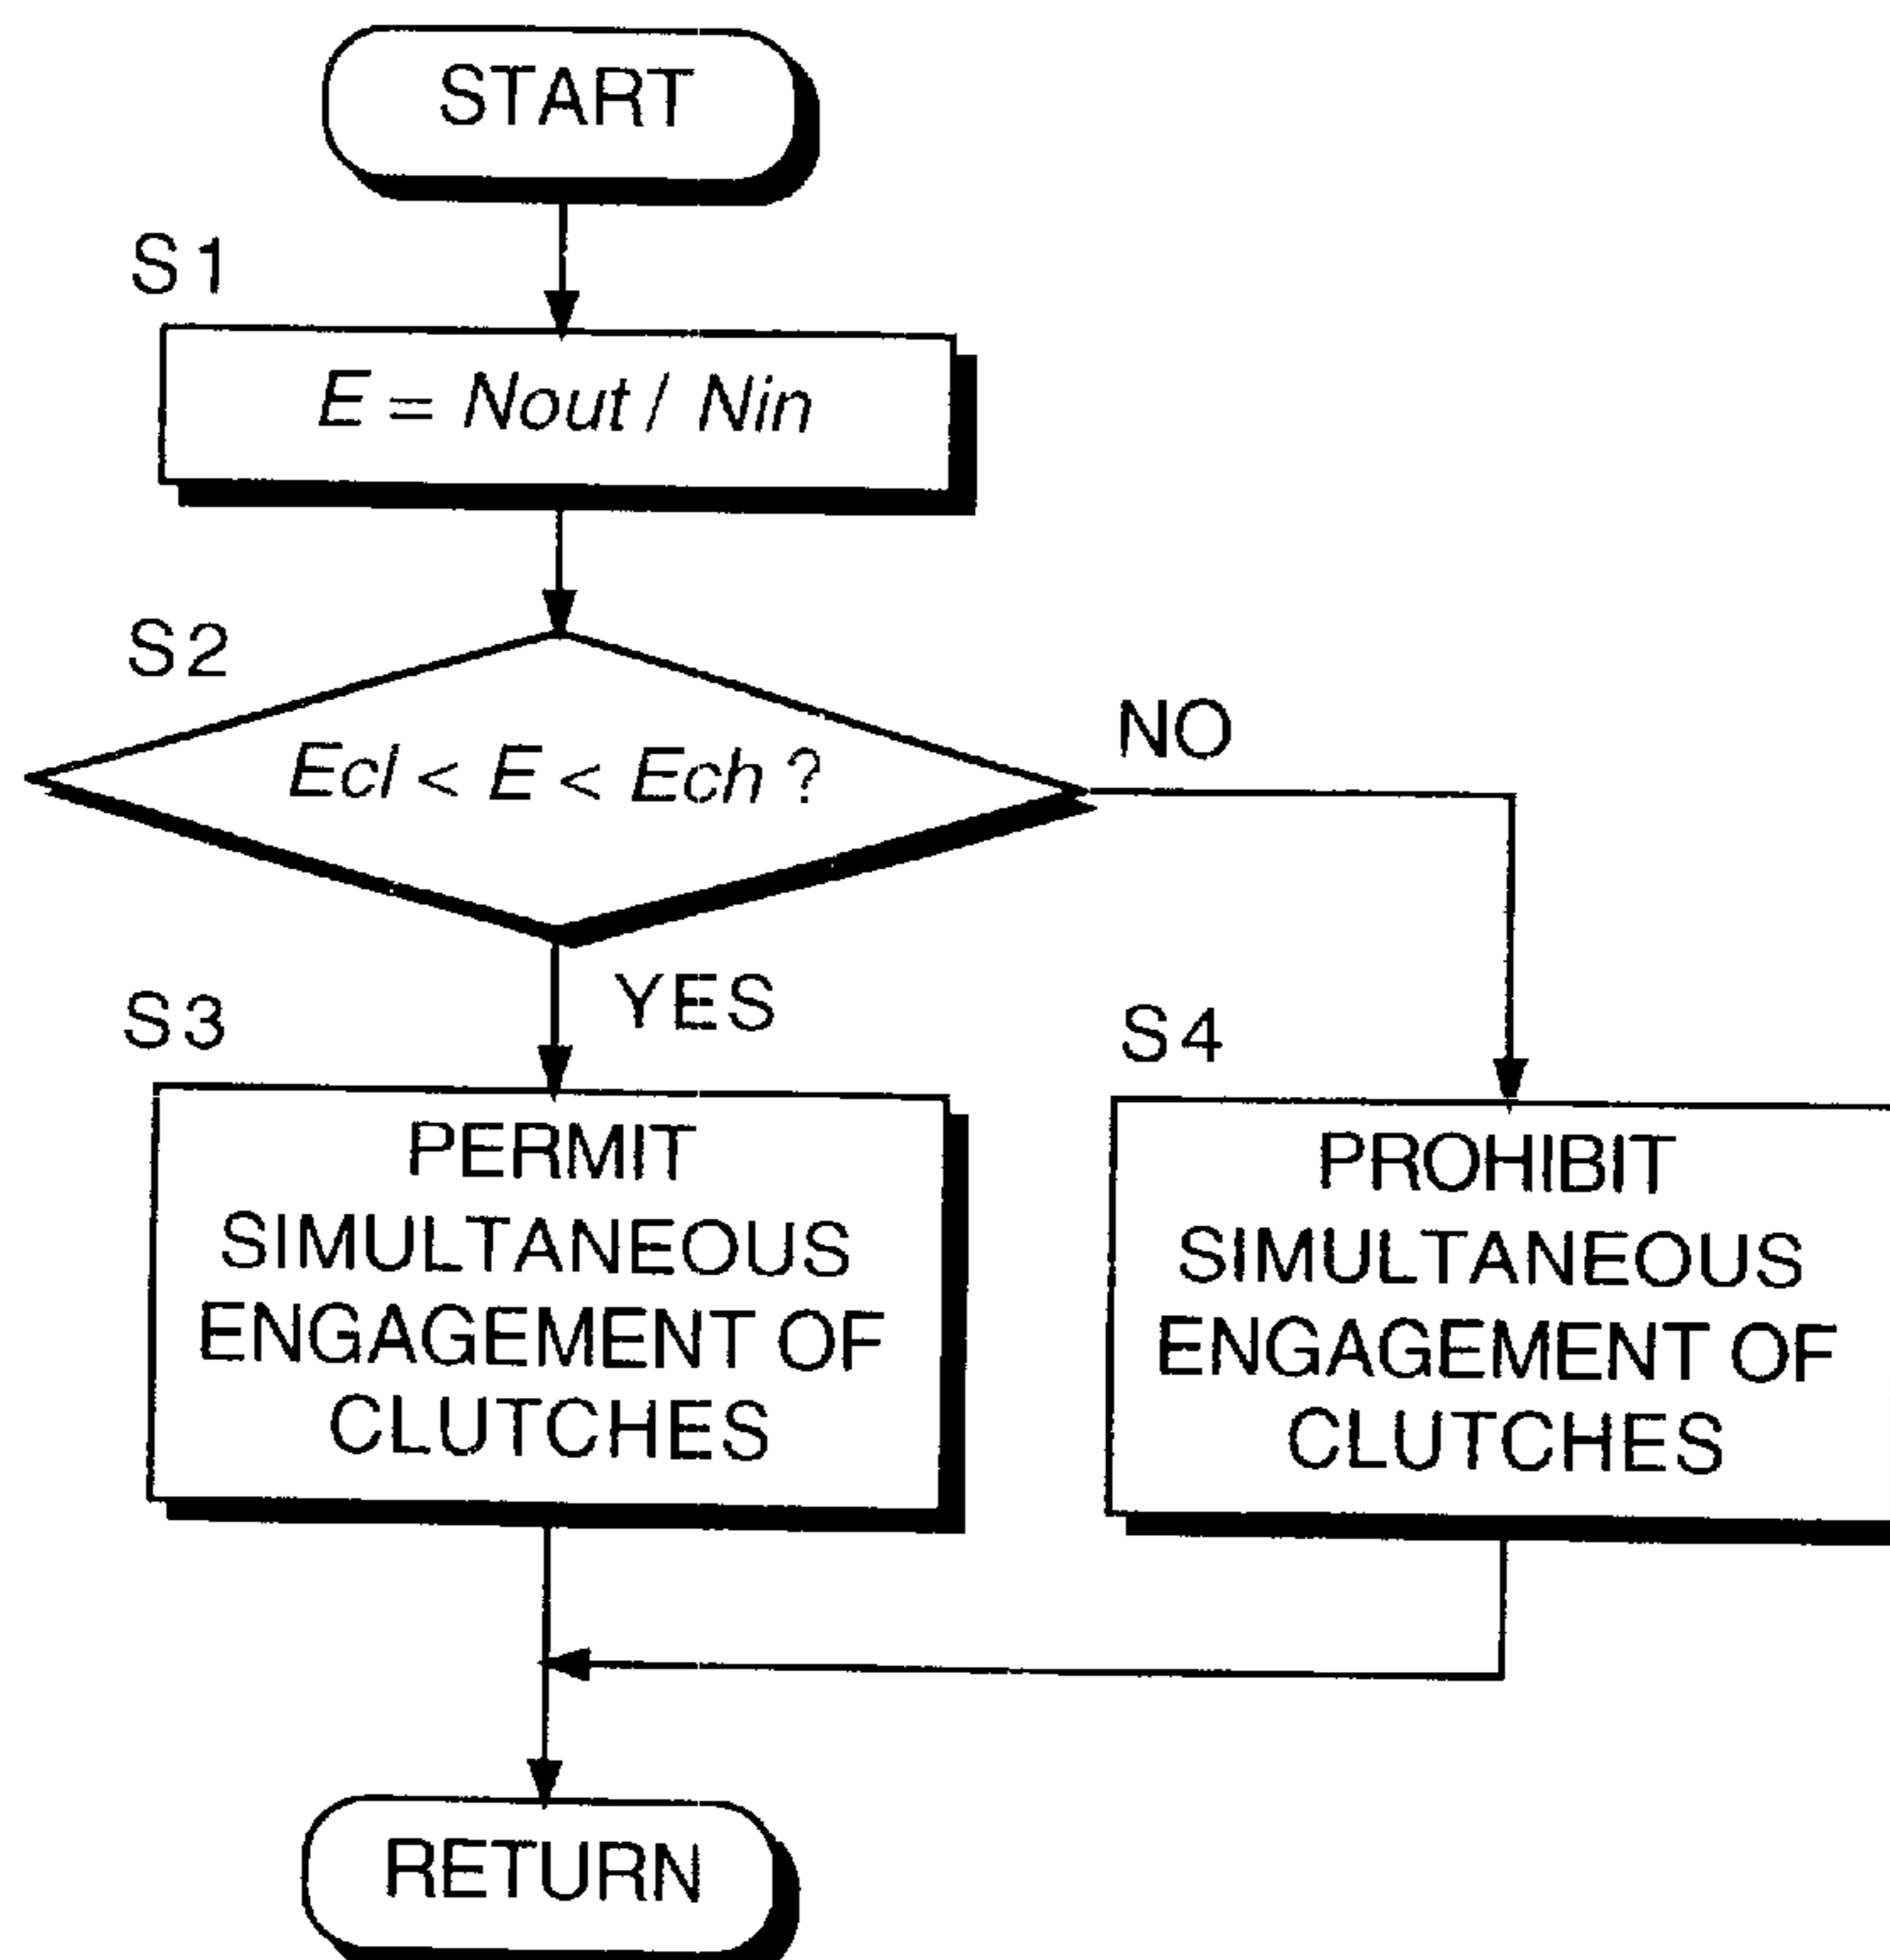 START
S1
E = Nout / Nin
S2
Ecl < E < Ech ?
NO
YES
S3
S4
PERMIT
SIMULTANEOUS
ENGAGEMENT OF
CLUTCHES
PROHIBIT
SIMULTANEOUS
ENGAGEMENT OF
CLUTCHES
RETURN